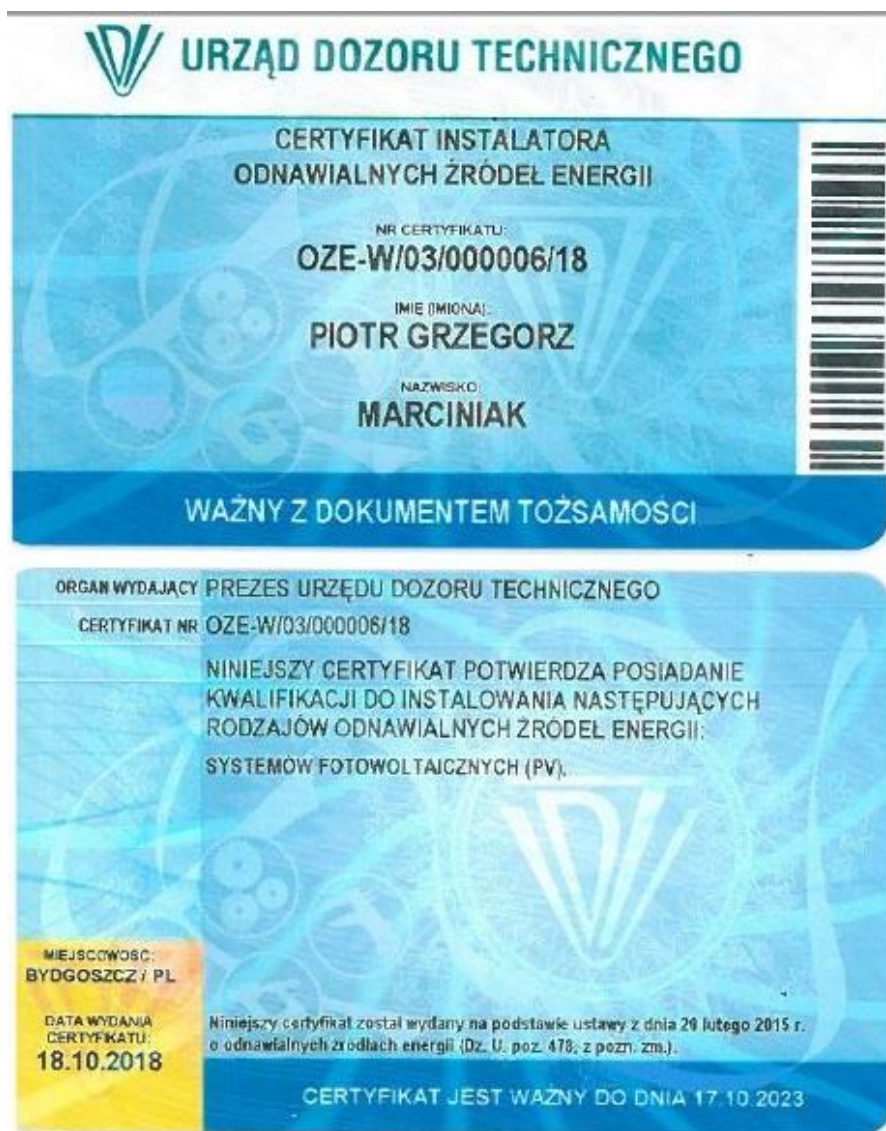 URZĄD DOZORU TECHNICZNEGO
CERTYFIKAT INSTALATORA
ODNAWIALNYCH ŹRÓDEŁ ENERGII
NR CERTYFIKATU:
OZE-W/03/000006/18
IMIĘ (IMIONA):
PIOTR GRZEGORZ
NAZWISKO:
MARCINIAK
WAŻNY Z DOKUMENTEM TOŻSAMOŚCI
ORGAN WYDAJĄCY PREZES URZĘDU DOZORU TECHNICZNEGO
CERTYFIKAT NR OZE-W/03/000006/18
NINIEJSZY CERTYFIKAT POTWIERDZA POSIADANIE
KWALIFIKACJI DO INSTALOWANIA NASTĘPUJĄCYCH
RODZAJÓW ODNAWIALNYCH ŹRÓDEŁ ENERGII:
SYSTEMÓW FOTOWOLTAICZNYCH (PV).
MIEJSCOWOŚĆ:
BYDGOSZCZ / PL
DATA WYDANIA
CERTYFIKATU:
18.10.2018
Niniejszy certyfikat został wydany na podstawie ustawy z dnia 20 lutego 2015 r.
o odnawialnych źródłach energii (Dz. U. poz. 478, z późn. zm.).
CERTYFIKAT JEST WAŻNY DO DNIA 17.10.2023